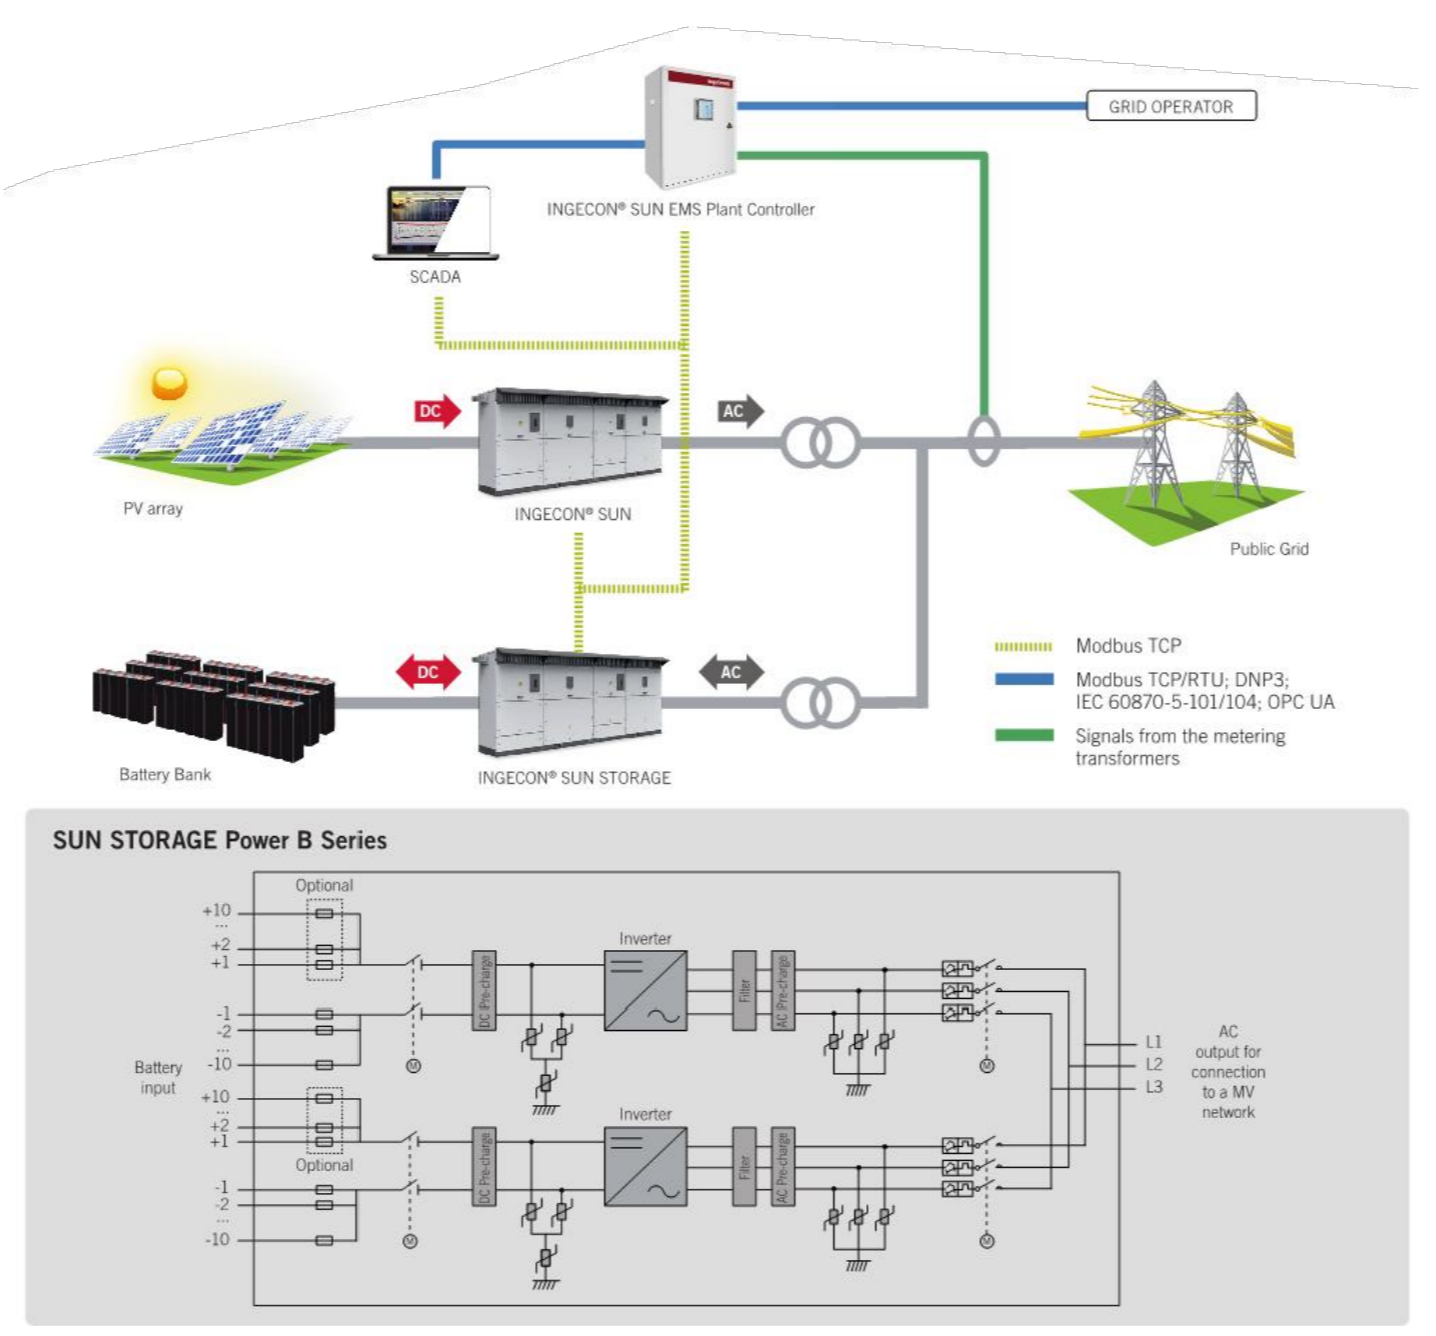 GRID OPERATOR
INGECON® SUN EMS Plant Controller
SCADA
DC
AC
PV array
INGECON® SUN
Public Grid
DC
AC
Battery Bank
INGECON® SUN STORAGE
Modbus TCP
Modbus TCP/RTU; DNP3;
IEC 60870-5-101/104; OPC UA
Signals from the metering
transformers
SUN STORAGE Power B Series
Optional
+10
...
+2
+1
-1
-2
...
-10
Battery
input
+10
...
+2
+1
Optional
-1
-2
...
-10
M
DC Pre-charge
Inverter
Filter
AC Pre-charge
M
M
DC Pre-charge
Inverter
Filter
AC Pre-charge
M
L1
L2
L3
AC
output for
connection
to a MV
network